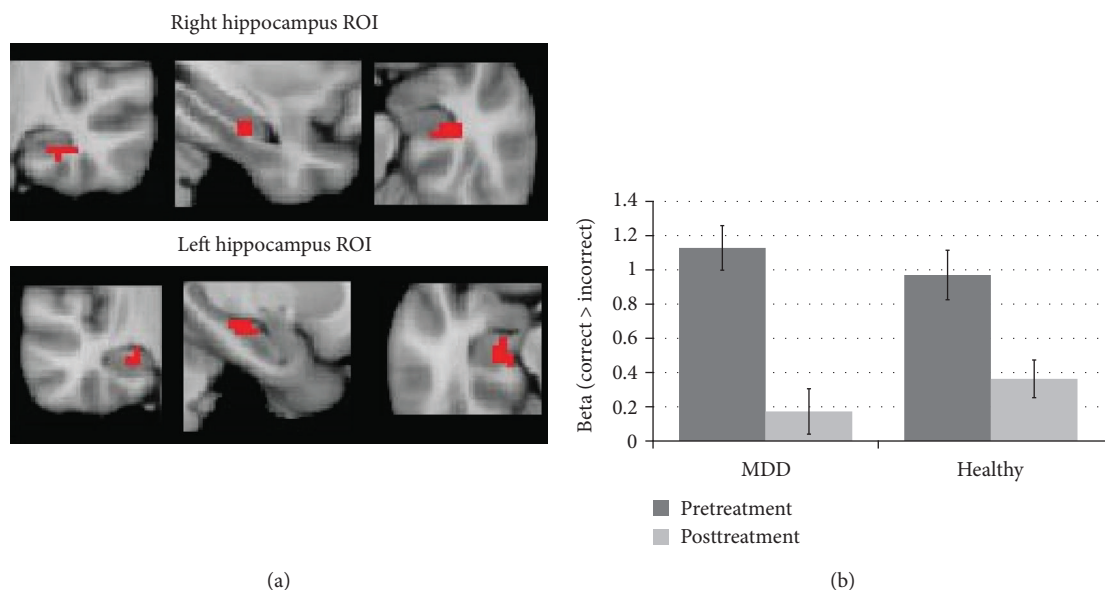 Right hippocampus ROI
Left hippocampus ROI
(a)
Beta (correct > incorrect)
1.4
1.2
1
0.8
0.6
0.4
0.2
0
MDD
Healthy
Pretreatment
Posttreatment
(b)